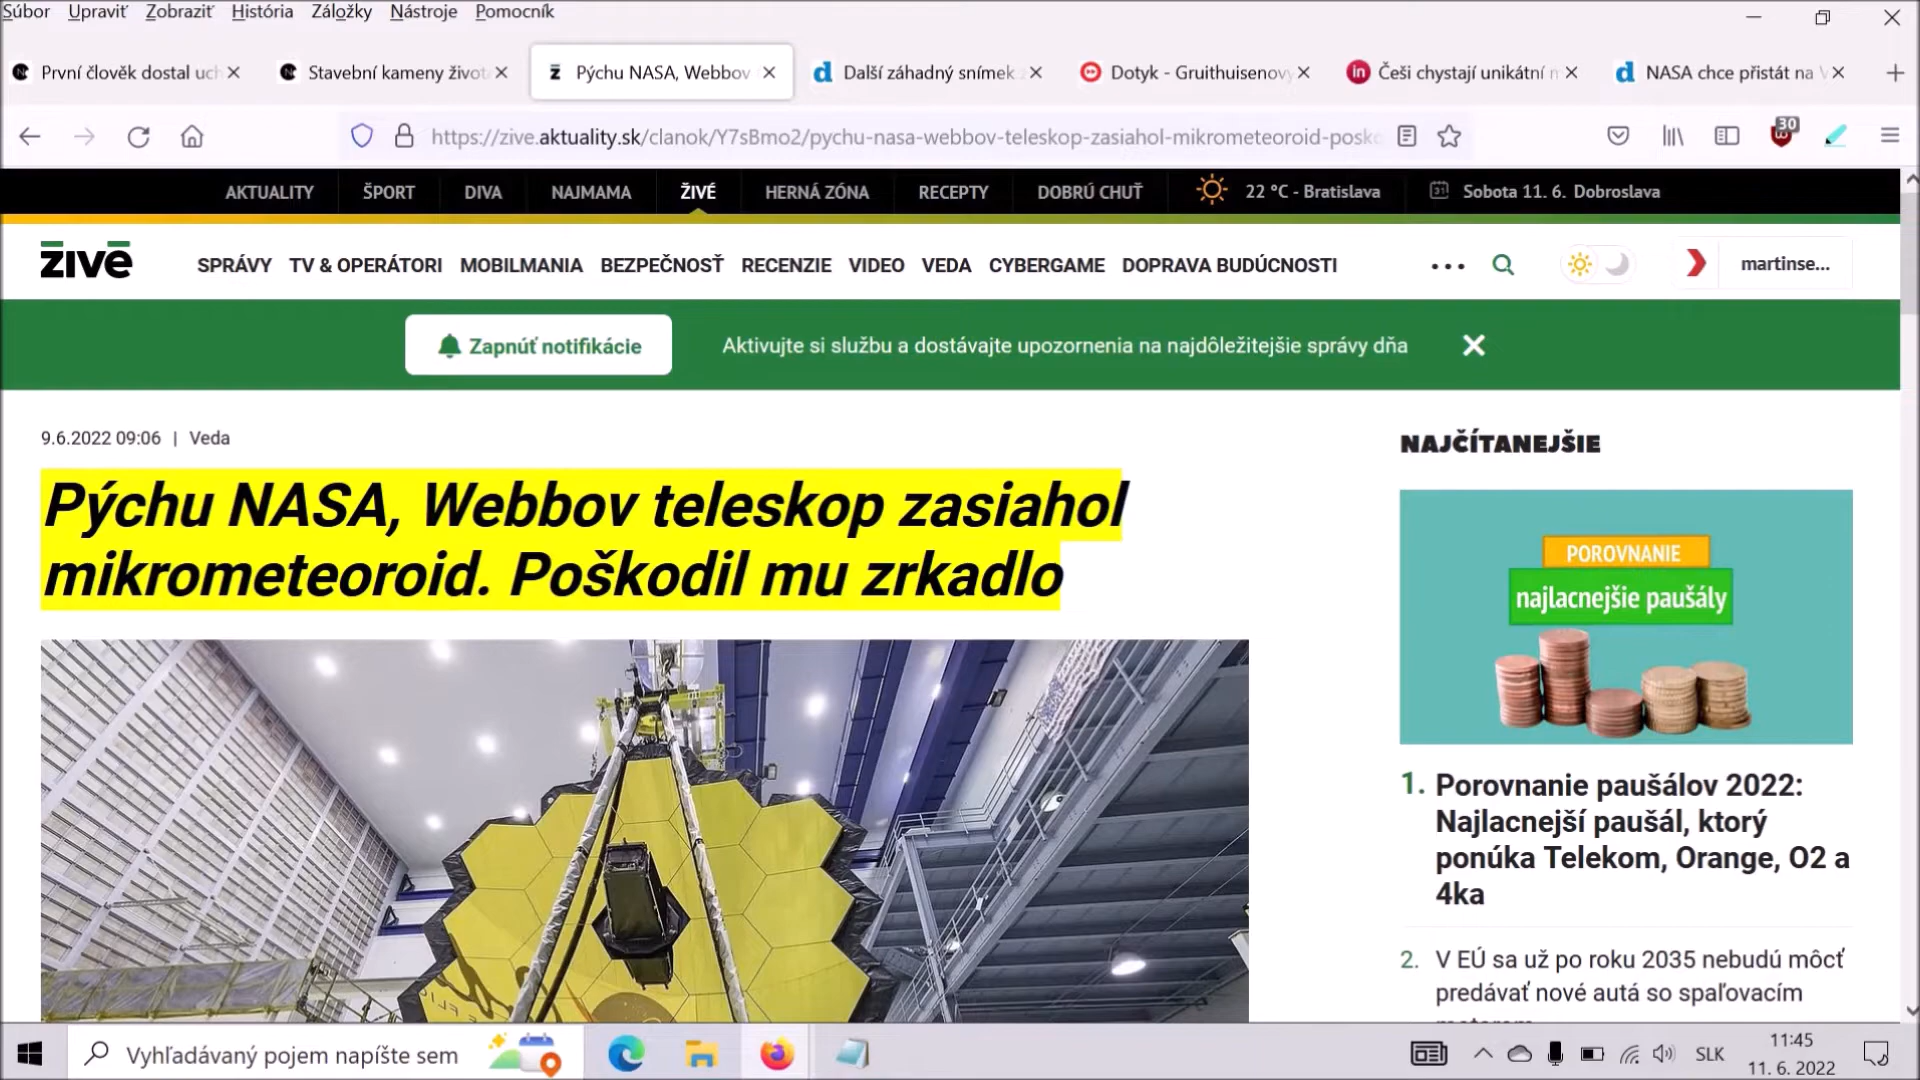 Súbor Upraviť Zobraziť História Záložky Nástroje Pomocník
První člověk dostal uch
Stavební kameny život
Pýchu NASA, Webbov
Další záhadný snímek
Dotyk - Gruithuisenov
Češi chystají unikátní
NASA chce přistát na
https://zive.aktuality.sk/clanok/Y7sBmo2/pychu-nasa-webbov-teleskop-zasiahol-mikrometeoroid-posko
30
AKTUALITY ŠPORT DIVA NAJMAMA ŽIVÉ HERNÁ ZÓNA RECEPTY DOBRÚ CHUŤ 22 °C - Bratislava 31 Sobota 11. 6. Dobroslava
živé SPRÁVY TV & OPERÁTORI MOBILMANIA BEZPEČNOSŤ RECENZIE VIDEO VEDA CYBERGAME DOPRAVA BUDÚCNOSTI martinse...
Zapnúť notifikácie Aktivujte si službu a dostávajte upozornenia na najdôležitejšie správy dňa
9.6.2022 09:06 | Veda
Pýchu NASA, Webbov teleskop zasiahol
mikrometeoroid. Poškodil mu zrkadlo
NAJČÍTANEJŠIE
POROVNANIE
najlacnejšie paušály
1. Porovnanie paušálov 2022:
Najlacnejší paušál, ktorý
ponúka Telekom, Orange, O2 a
4ka
2. V EÚ sa už po roku 2035 nebudú môcť
predávať nové autá so spaľovacím
Vyhľadávaný pojem napíšte sem
SLK
11:45
11. 6. 2022